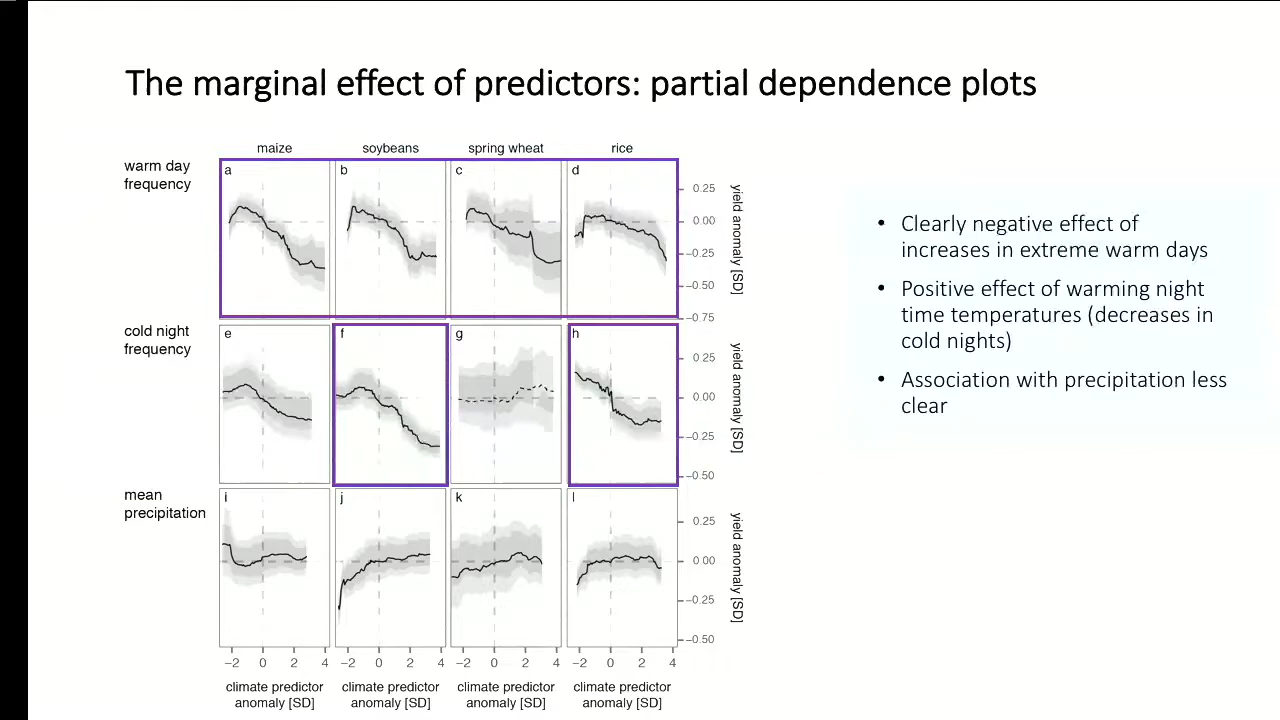 The marginal effect of predictors: partial dependence plots
maize soybeans spring wheat rice
warm day
frequency
a b c d
0.25
0.00
−0.25
−0.50
−0.75
yield anomaly [SD]
cold night
frequency
e f g h
0.25
0.00
−0.25
−0.50
yield anomaly [SD]
mean
precipitation
i j k l
0.25
0.00
−0.25
−0.50
yield anomaly [SD]
−2 0 2 4 −2 0 2 4 −2 0 2 4 −2 0 2 4
climate predictor climate predictor climate predictor climate predictor
anomaly [SD] anomaly [SD] anomaly [SD] anomaly [SD]
• Clearly negative effect of
increases in extreme warm days
• Positive effect of warming night
time temperatures (decreases in
cold nights)
• Association with precipitation less
clear